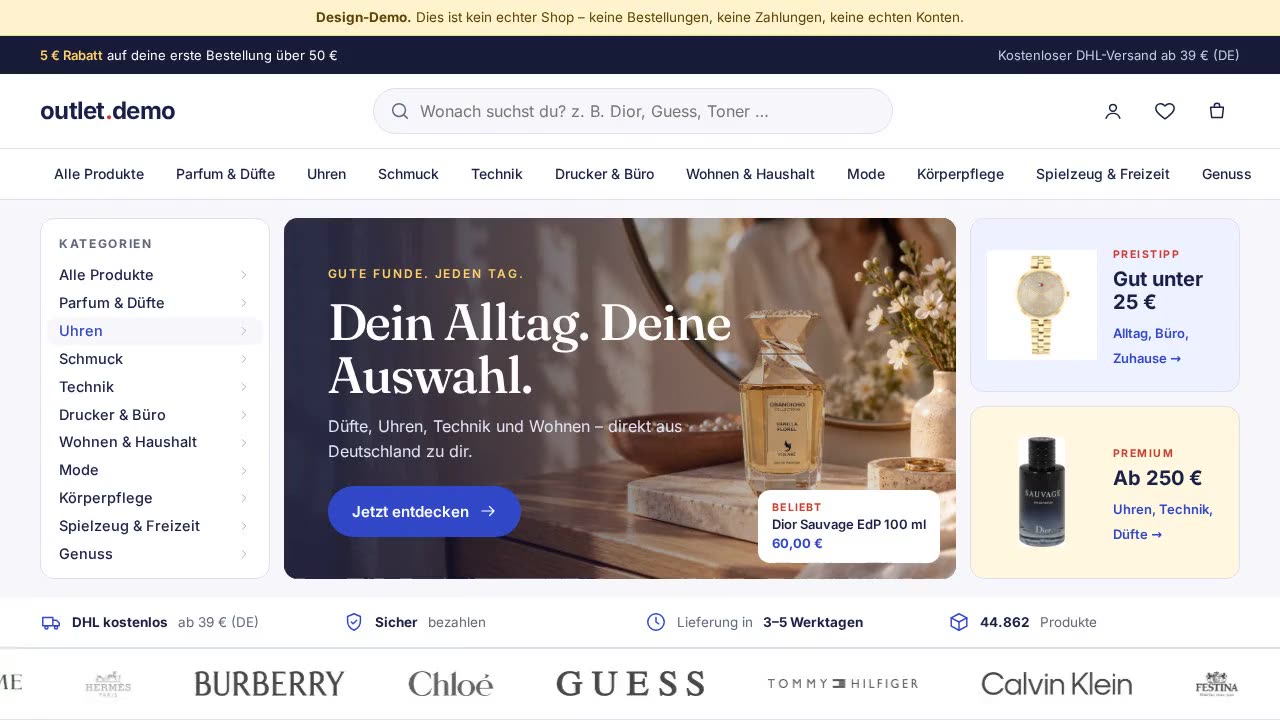 Design-Demo. Dies ist kein echter Shop – keine Bestellungen, keine Zahlungen, keine echten Konten.
5 € Rabatt auf deine erste Bestellung über 50 €
Kostenloser DHL-Versand ab 39 € (DE)
outlet.demo
Wonach suchst du? z. B. Dior, Guess, Toner ...
Alle Produkte
Parfum & Düfte
Uhren
Schmuck
Technik
Drucker & Büro
Wohnen & Haushalt
Mode
Körperpflege
Spielzeug & Freizeit
Genuss
KATEGORIEN
Alle Produkte
Parfum & Düfte
Uhren
Schmuck
Technik
Drucker & Büro
Wohnen & Haushalt
Mode
Körperpflege
Spielzeug & Freizeit
Genuss
GUTE FUNDE. JEDEN TAG.
Dein Alltag. Deine
Auswahl.
Düfte, Uhren, Technik und Wohnen – direkt aus
Deutschland zu dir.
Jetzt entdecken →
GRANDIOSO
VANILLA
BELIEBT
Dior Sauvage EdP 100 ml
60,00 €
PREISTIPP
Gut unter
25 €
Alltag, Büro,
Zuhause →
SAUVAGE
Dior
PREMIUM
Ab 250 €
Uhren, Technik,
Düfte →
DHL kostenlos ab 39 € (DE)
Sicher bezahlen
Lieferung in 3–5 Werktagen
44.862 Produkte
ME
HERMÈS
PARIS
BURBERRY
Chloé
GUESS
TOMMY HILFIGER
Calvin Klein
FESTINA